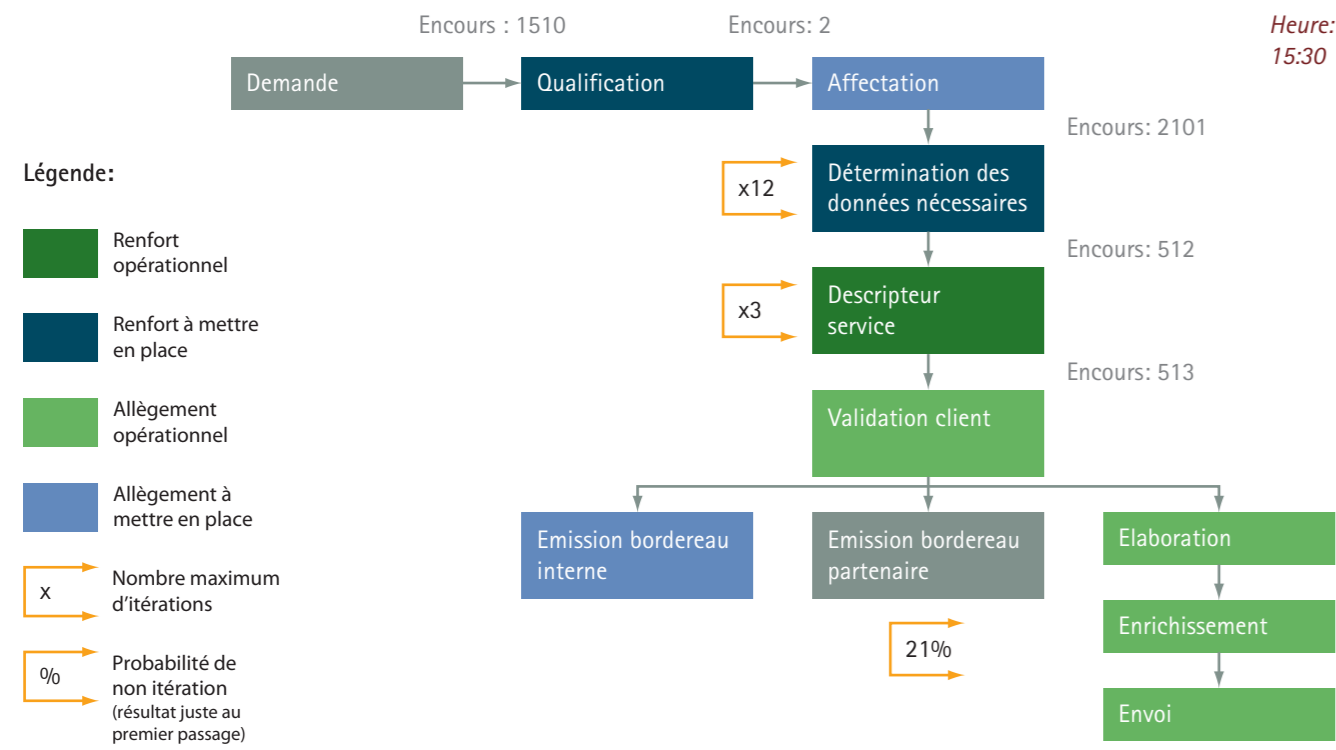 Encours : 1510
Encours: 2
Heure:
15:30
Demande
Qualification
Affectation
Encours: 2101
Légende:
x12
Détermination des
données nécessaires
Renfort
opérationnel
Encours: 512
x3
Descripteur
service
Renfort à mettre
en place
Encours: 513
Allègement
opérationnel
Validation client
Allègement à
mettre en place
Emission bordereau
interne
Emission bordereau
partenaire
Elaboration
x
Nombre maximum
d'itérations
Enrichissement
21%
%
Probabilité de
non itération
(résultat juste au
premier passage)
Envoi